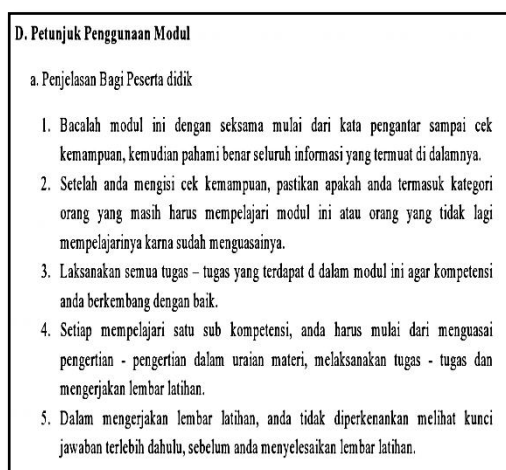 D. Petunjuk Penggunaan Modul
a. Penjelasan Bagi Peserta didik
1. Bacalah modul ini dengan seksama mulai dari kata pengantar sampai cek
kemampuan, kemudian pahami benar seluruh informasi yang termuat di dalamnya.
2. Setelah anda mengisi cek kemampuan, pastikan apakah anda termasuk kategori
orang yang masih harus mempelajari modul ini atau orang yang tidak lagi
mempelajarinya karna sudah menguasainya.
3. Laksanakan semua tugas – tugas yang terdapat d dalam modul ini agar kompetensi
anda berkembang dengan baik.
4. Setiap mempelajari satu sub kompetensi, anda harus mulai dari menguasai
pengertian - pengertian dalam uraian materi, melaksanakan tugas - tugas dan
mengerjakan lembar latihan.
5. Dalam mengerjakan lembar latihan, anda tidak diperkenankan melihat kunci
jawaban terlebih dahulu, sebelum anda menyelesaikan lembar latihan.